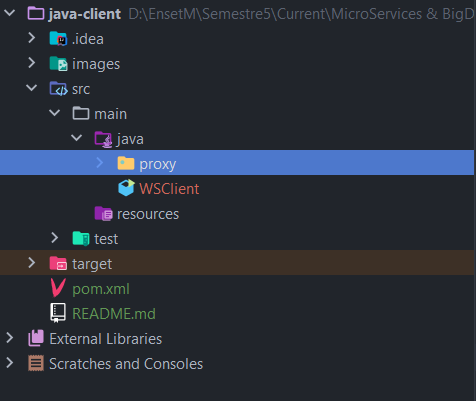 java-client D:\EnsetM\Semestre5\Current\MicroServices & BigD
.idea
images
src
main
java
proxy
WSClient
resources
test
target
pom.xml
README.md
External Libraries
Scratches and Consoles